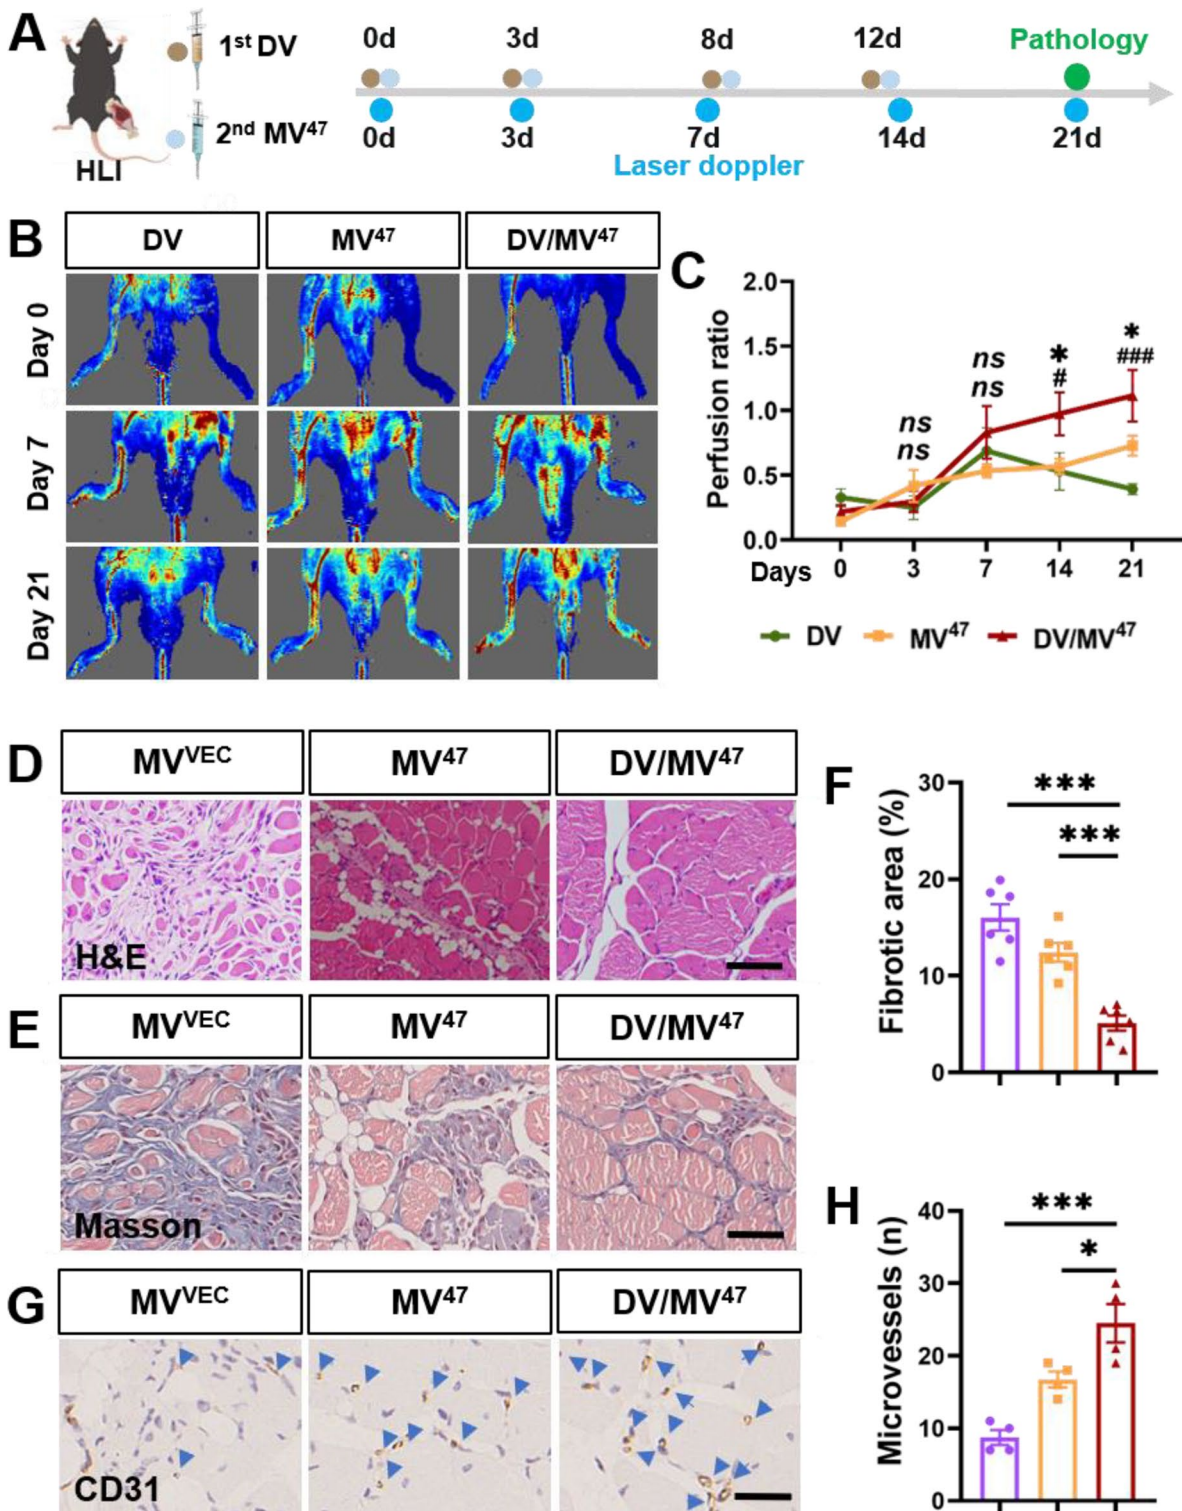 A
1st DV
2nd MV47
HLI
0d 3d 8d 12d Pathology
0d 3d 7d 14d 21d
Laser doppler
B
DV MV47 DV/MV47
Day 0
Day 7
Day 21
C
Perfusion ratio
2.0
1.5
1.0
0.5
0.0
ns
ns
ns
ns
*
#
*
###
Days 0 3 7 14 21
DV MV47 DV/MV47
D
MVVEC MV47 DV/MV47
H&E
E
MVVEC MV47 DV/MV47
Masson
F
Fibrotic area (%)
30
20
10
0
***
***
G
MVVEC MV47 DV/MV47
CD31
H
Microvessels (n)
40
30
20
10
0
***
*